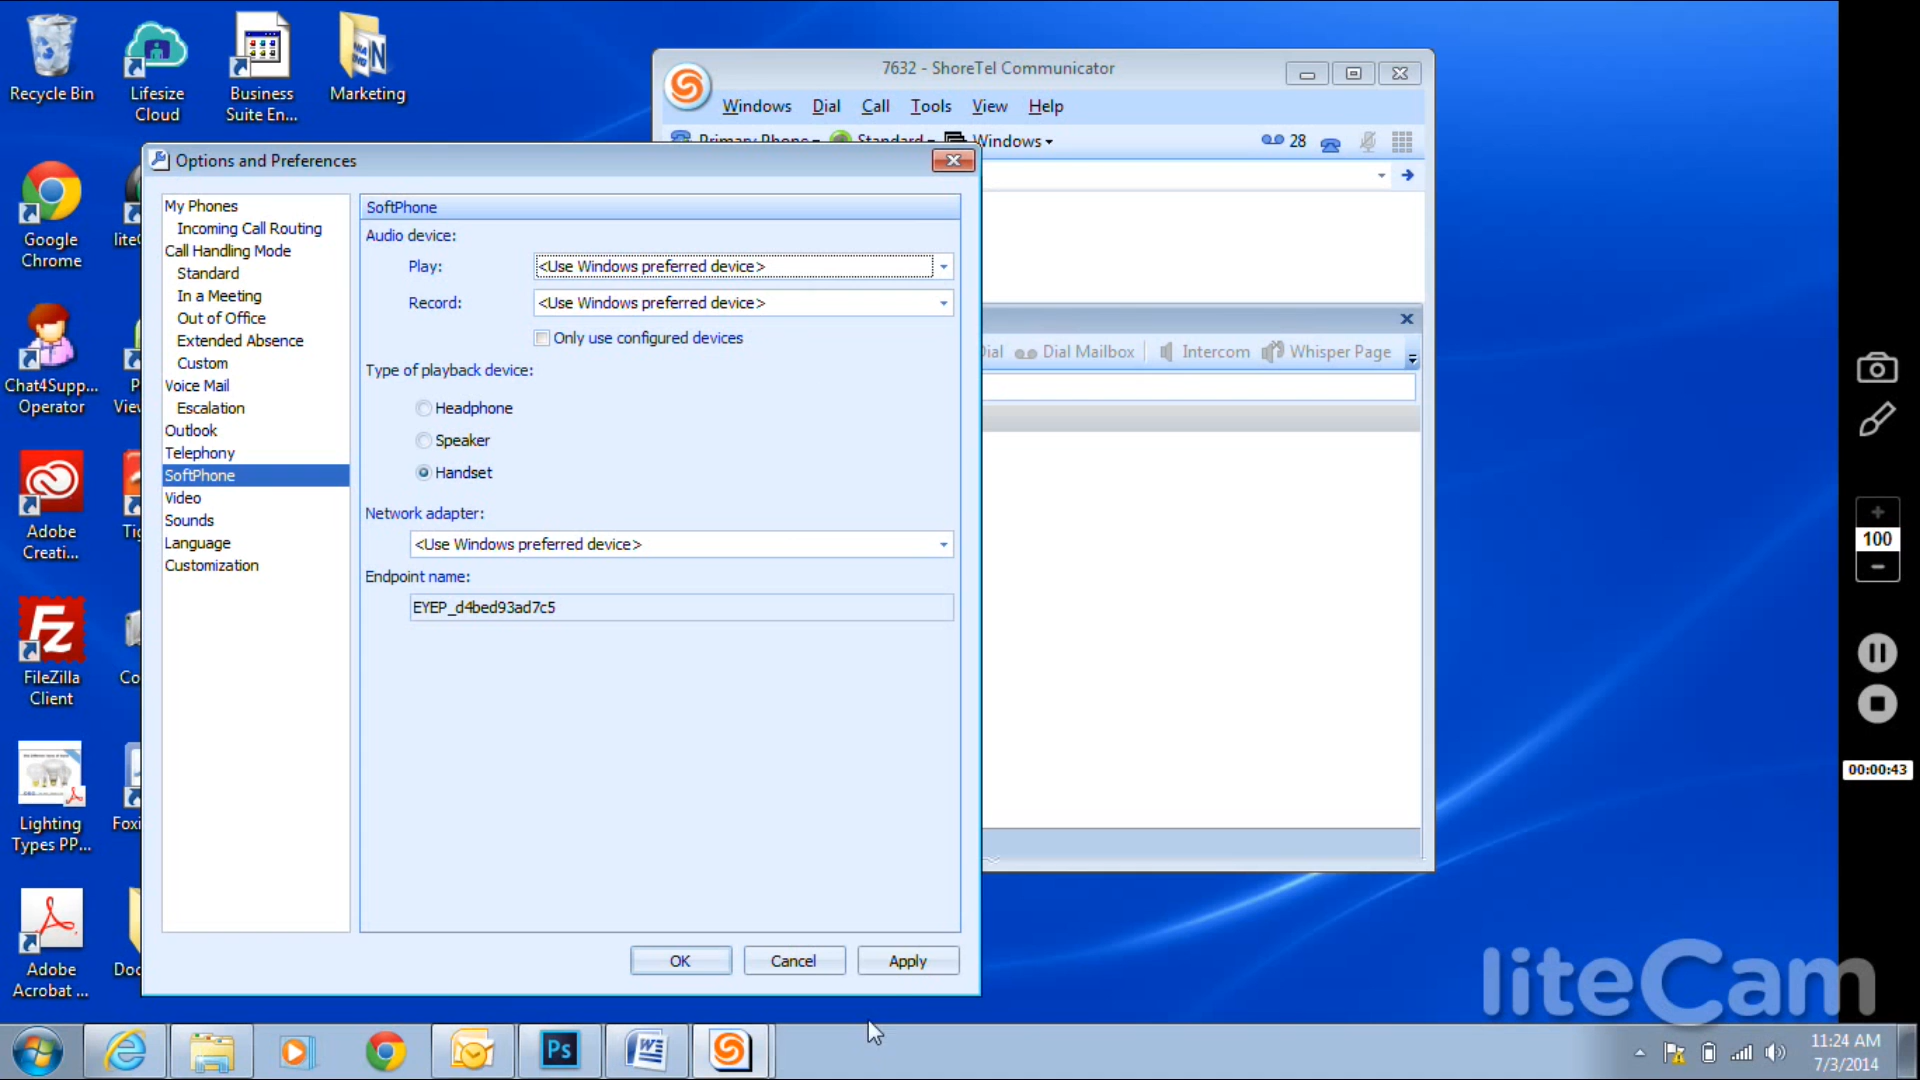 Recycle Bin
Lifesize
Cloud
Business
Suite En...
Marketing
7632 - ShoreTel Communicator
Windows Dial Call Tools View Help
Primary Phone Standard Windows 28
Options and Preferences
My Phones
Incoming Call Routing
Call Handling Mode
Standard
In a Meeting
Out of Office
Extended Absence
Custom
Voice Mail
Escalation
Outlook
Telephony
SoftPhone
Video
Sounds
Language
Customization
SoftPhone
Audio device:
Play: <Use Windows preferred device>
Record: <Use Windows preferred device>
Only use configured devices
Type of playback device:
Headphone
Speaker
Handset
Network adapter:
<Use Windows preferred device>
Endpoint name:
EYEP_d4bed93ad7c5
OK Cancel Apply
Dial Mailbox Intercom Whisper Page
Google
Chrome
Chat4Supp...
Operator
Adobe
Creati...
FileZilla
Client
Lighting
Types PP...
Adobe
Acrobat ...
100
00:00:43
liteCam
Ps
11:24 AM
7/3/2014